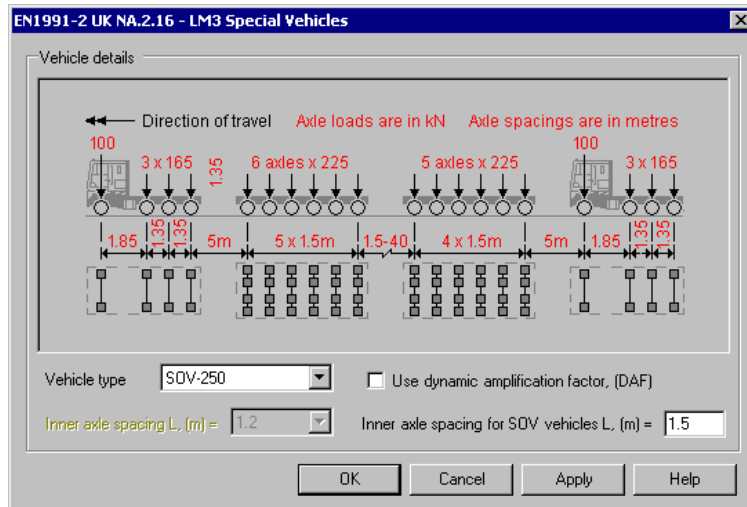 EN1991-2 UK NA.2.16 - LM3 Special Vehicles
Vehicle details
Direction of travel Axle loads are in kN Axle spacings are in metres
100 100
3 x 165 1.35 6 axles x 225 5 axles x 225 3 x 165
1.85 1.35 1.35 5m 5 x 1.5m 1.5-40 4 x 1.5m 5m 1.85 1.35 1.35
Vehicle type SOV-250 Use dynamic amplification factor, (DAF)
Inner axle spacing L, (m) = 1.2 Inner axle spacing for SOV vehicles L, (m) = 1.5
OK Cancel Apply Help